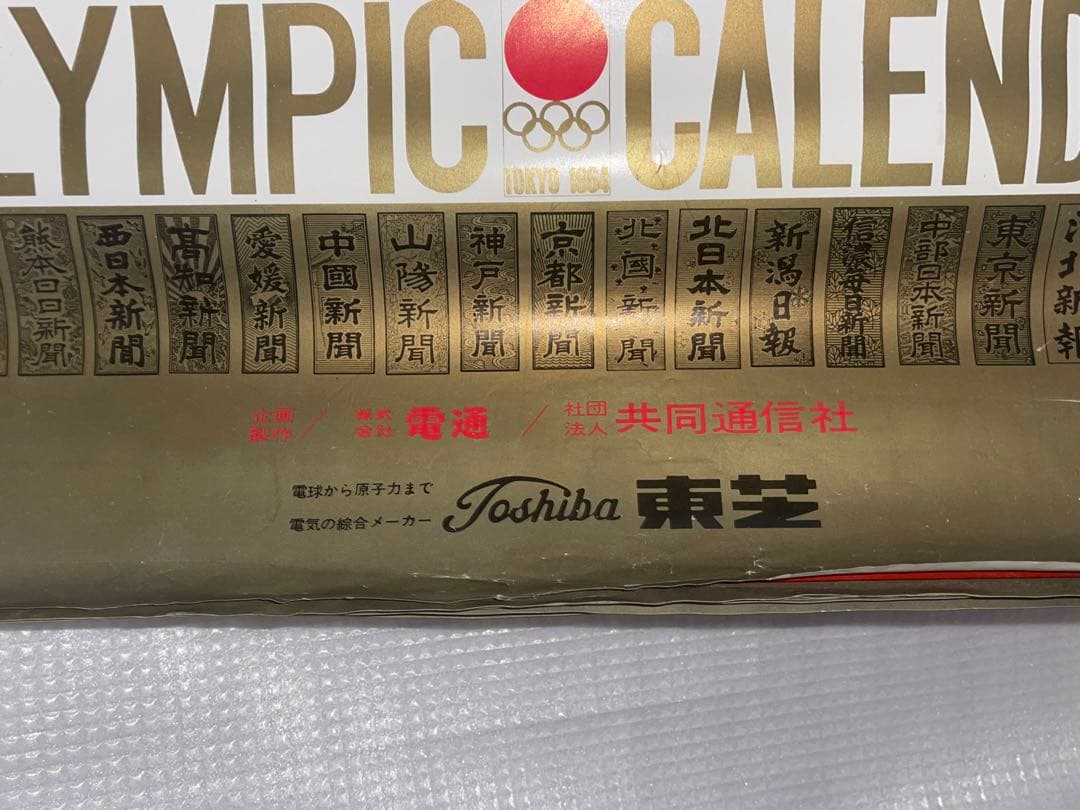 LYMPIC CALEND
TOKYO 1964
熊本日日新聞
西日本新聞
高知新聞
愛媛新聞
中國新聞
山陽新聞
神戸新聞
京都新聞
北國新聞
北日本新聞
新潟日報
信濃毎日新聞
中部日本新聞
東京新聞
河北新報
企画製作/株式会社 電通/社団法人 共同通信社
電球から原子力まで
電気の綜合メーカー Toshiba 東芝